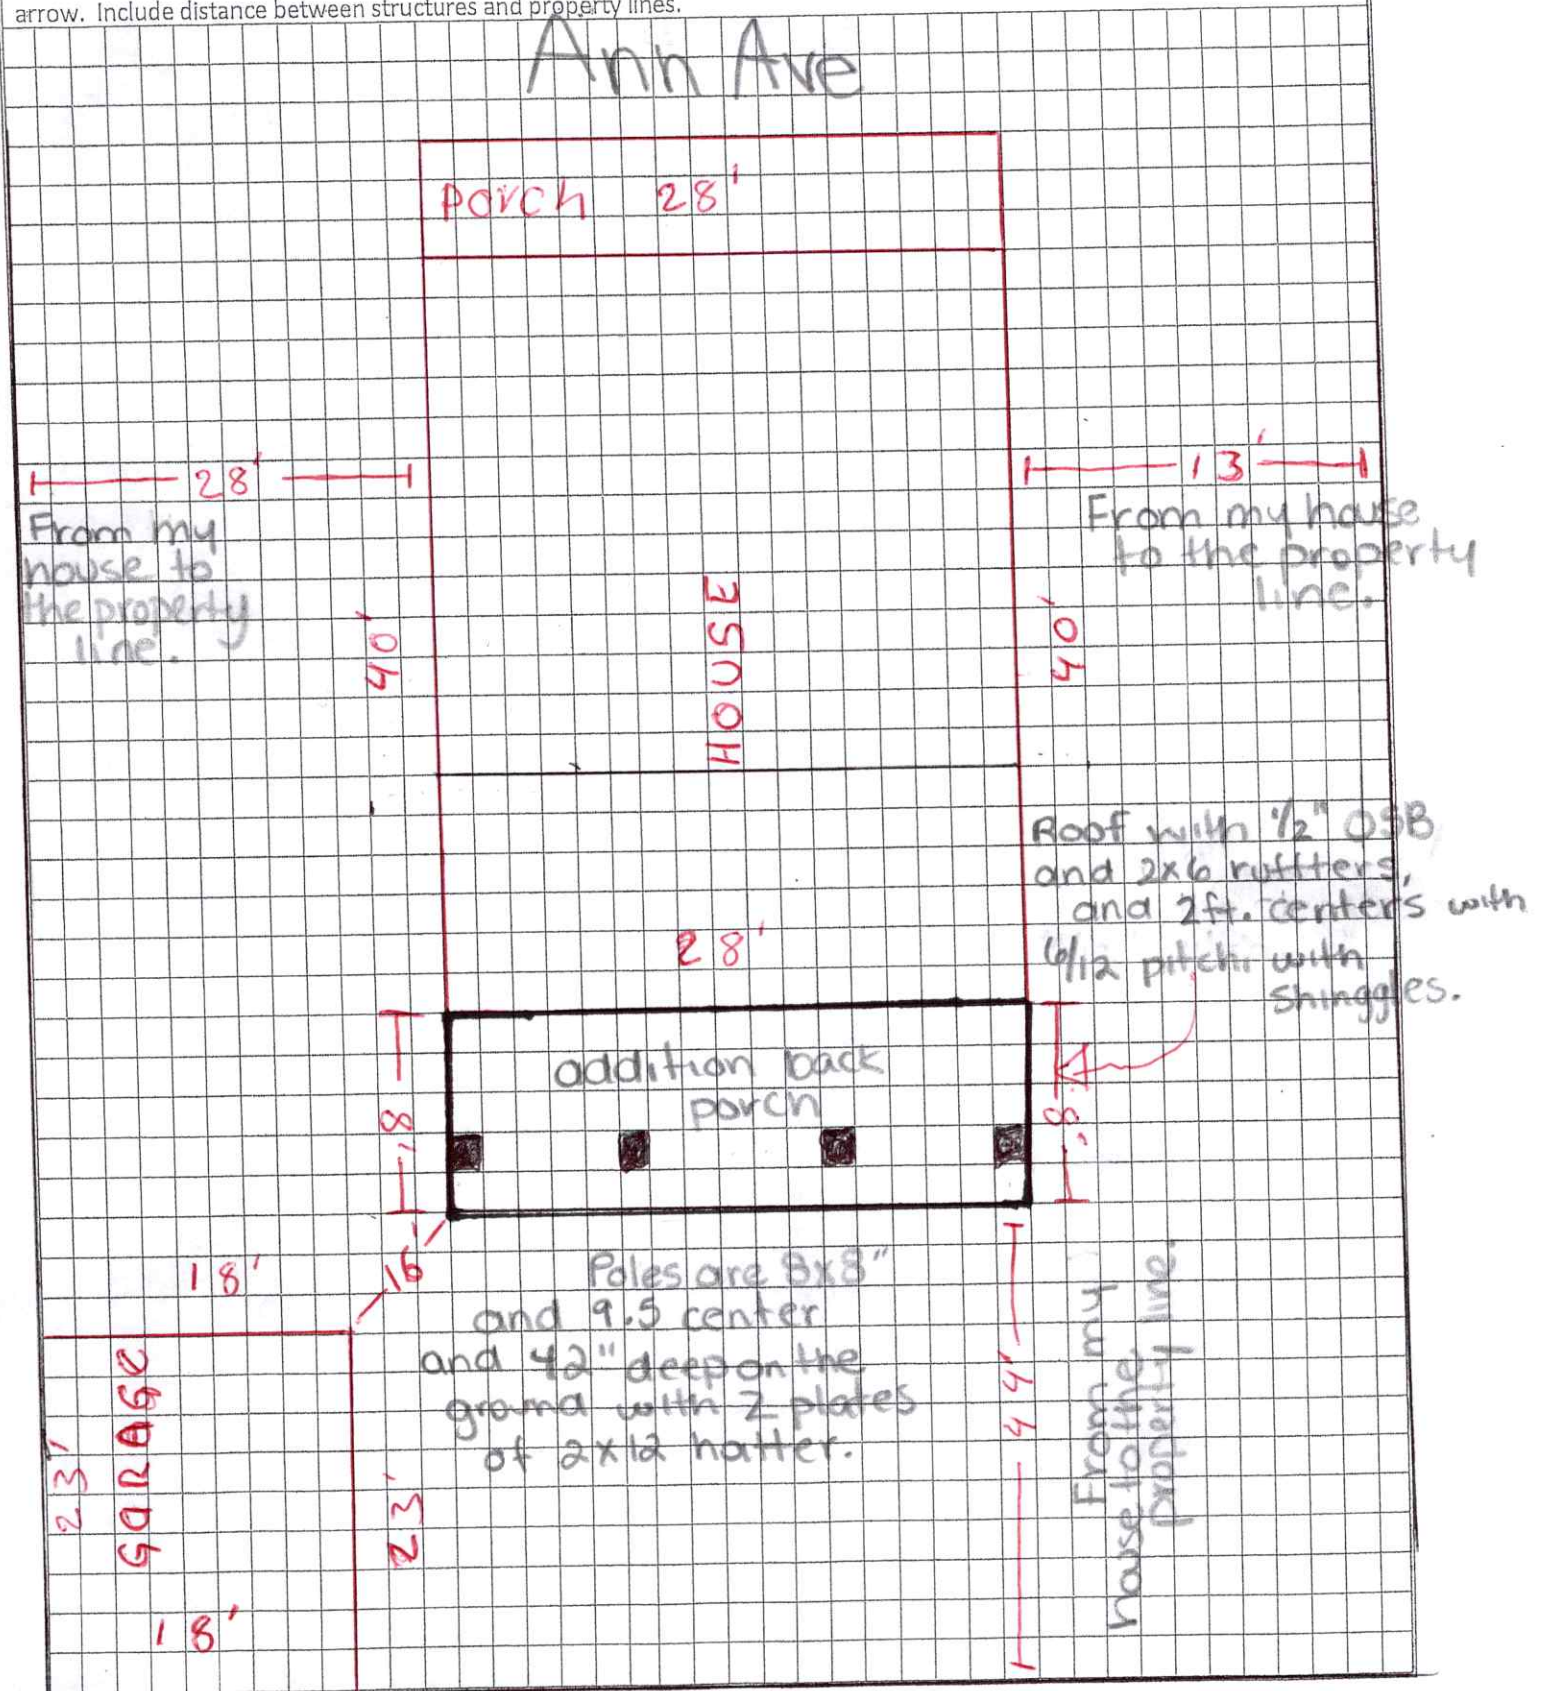 arrow. Include distance between structures and property lines.
Ann Ave
porch 28'
28'
From my
house to
the property
line.
13'
From my house
to the property
line.
40'
HOUSE
40'
Roof with 1/2" OSB
and 2x6 ruftters,
and 2ft. centers with
6/12 pitch. with
Shinggles.
28'
addition back
porch
8'
8'
16'
18'
Poles are 8x8"
and 9.5 center
and 42" deep on the
ground with 2 plates
of 2x12 hatter.
GARAGE
23'
23'
18'
44'
From my
house to the
property line.